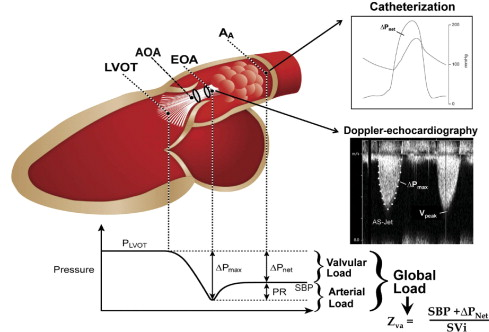 Catheterization
ΔPnet
200
100
0
mmHg
AA
EOA
AOA
LVOT
Doppler-echocardiography
m/s
ΔPmax
Vpeak
AS-Jet
PLVOT
Pressure
ΔPmax
ΔPnet
PR
SBP
Valvular
Load
Arterial
Load
Global
Load
Zva = SBP +ΔPNet
SVi